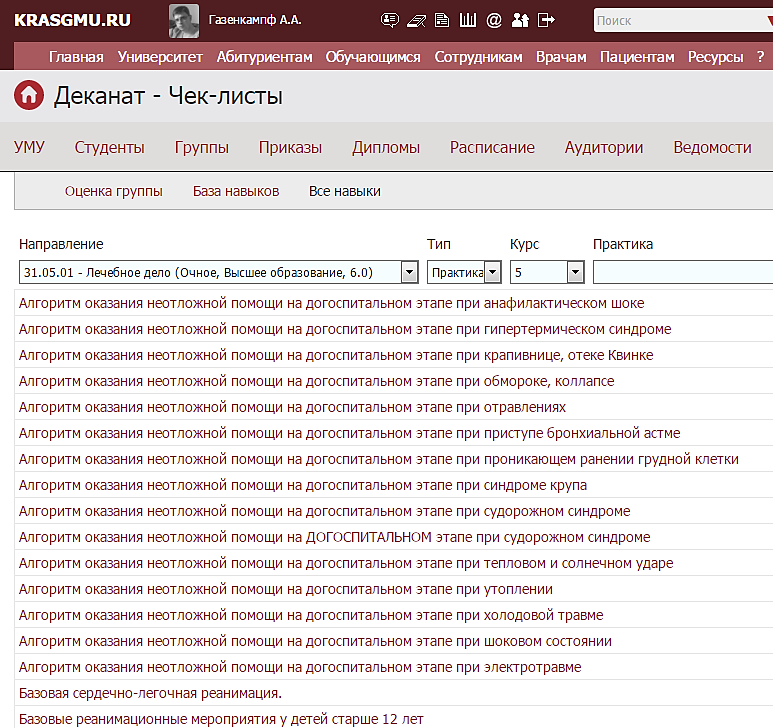 KRASGMU.RU Газенкампф А.А. Поиск
Главная Университет Абитуриентам Обучающимся Сотрудникам Врачам Пациентам Ресурсы ?
Деканат - Чек-листы
УМУ Студенты Группы Приказы Дипломы Расписание Аудитории Ведомости
Оценка группы База навыков Все навыки
Направление Тип Курс Практика
31.05.01 - Лечебное дело (Очное, Высшее образование, 6.0) Практика 5
Алгоритм оказания неотложной помощи на догоспитальном этапе при анафилактическом шоке
Алгоритм оказания неотложной помощи на догоспитальном этапе при гипертермическом синдроме
Алгоритм оказания неотложной помощи на догоспитальном этапе при крапивнице, отеке Квинке
Алгоритм оказания неотложной помощи на догоспитальном этапе при обмороке, коллапсе
Алгоритм оказания неотложной помощи на догоспитальном этапе при отравлениях
Алгоритм оказания неотложной помощи на догоспитальном этапе при приступе бронхиальной астме
Алгоритм оказания неотложной помощи на догоспитальном этапе при проникающем ранении грудной клетки
Алгоритм оказания неотложной помощи на догоспитальном этапе при синдроме крупа
Алгоритм оказания неотложной помощи на догоспитальном этапе при судорожном синдроме
Алгоритм оказания неотложной помощи на ДОГОСПИТАЛЬНОМ этапе при судорожном синдроме
Алгоритм оказания неотложной помощи на догоспитальном этапе при тепловом и солнечном ударе
Алгоритм оказания неотложной помощи на догоспитальном этапе при утоплении
Алгоритм оказания неотложной помощи на догоспитальном этапе при холодовой травме
Алгоритм оказания неотложной помощи на догоспитальном этапе при шоковом состоянии
Алгоритм оказания неотложной помощи на догоспитальном этапе при электротравме
Базовая сердечно-легочная реанимация.
Базовые реанимационные мероприятия у детей старше 12 лет